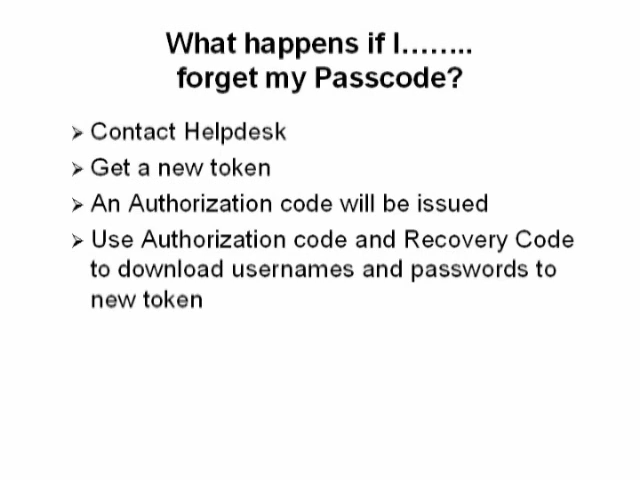 What happens if I……..
forget my Passcode?
➢ Contact Helpdesk
➢ Get a new token
➢ An Authorization code will be issued
➢ Use Authorization code and Recovery Code
to download usernames and passwords to
new token